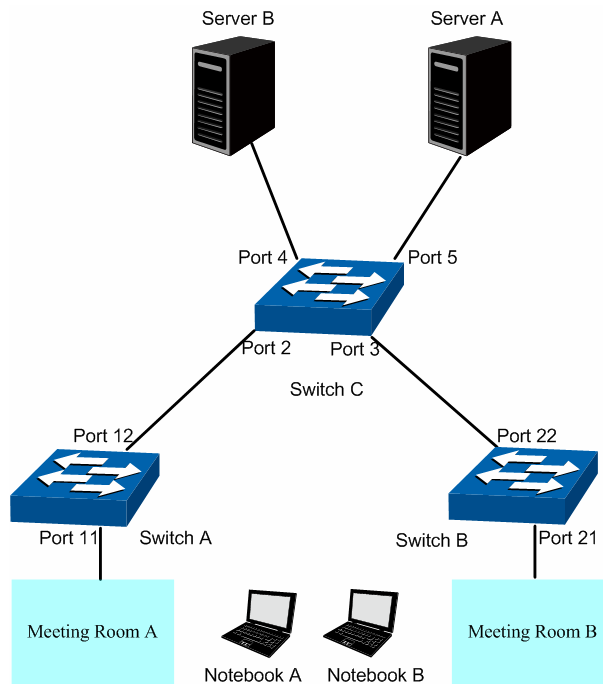 Server B
Server A
Port 4
Port 5
Port 2
Port 3
Switch C
Port 12
Port 22
Port 11
Switch A
Switch B
Port 21
Meeting Room A
Meeting Room B
Notebook A
Notebook B